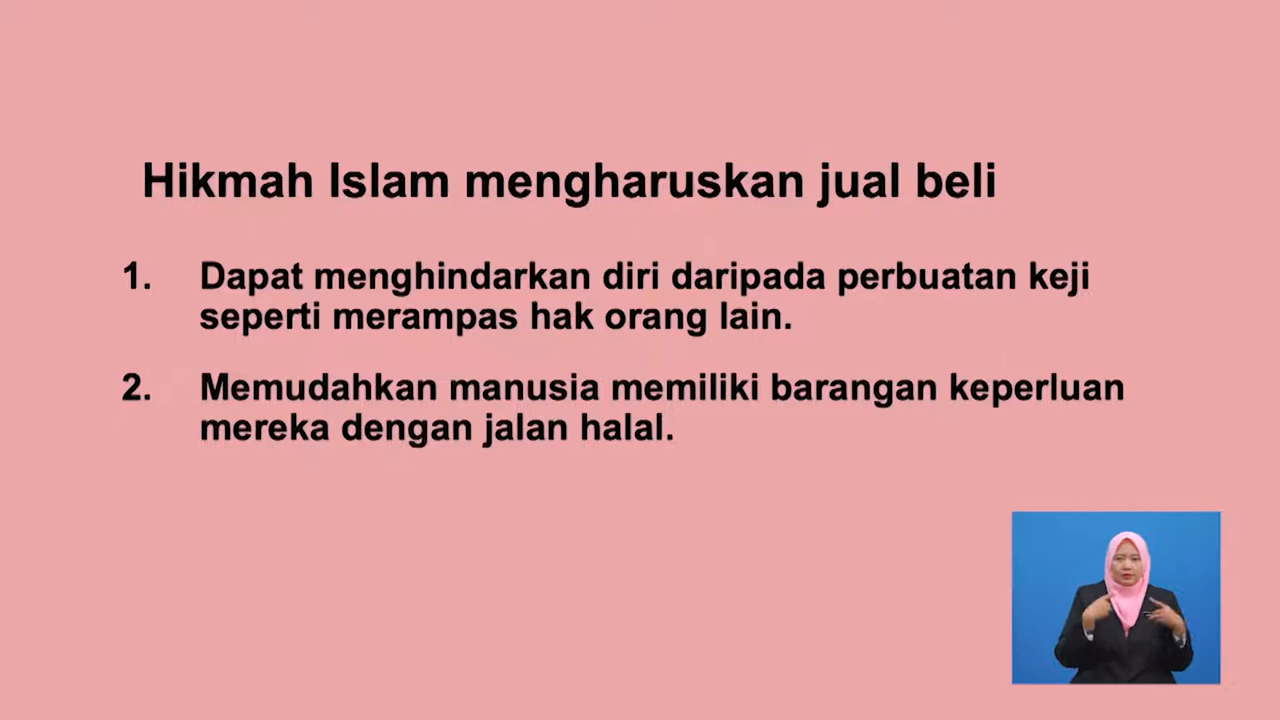 Hikmah Islam mengharuskan jual beli
1. Dapat menghindarkan diri daripada perbuatan keji
seperti merampas hak orang lain.
2. Memudahkan manusia memiliki barangan keperluan
mereka dengan jalan halal.